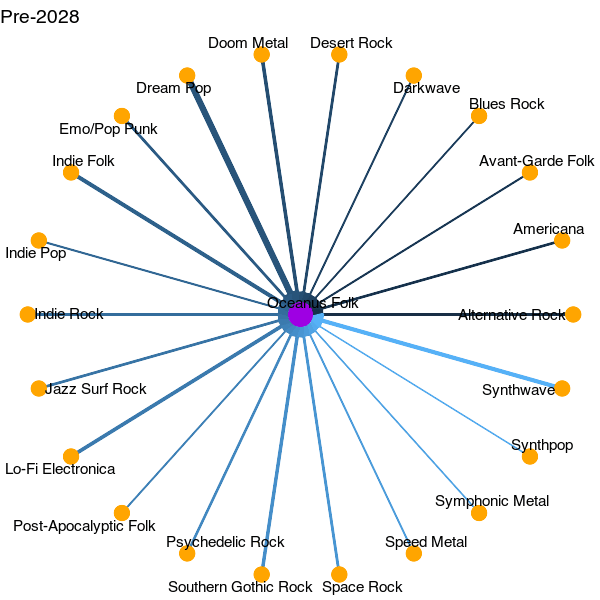 Pre-2028
Doom Metal
Desert Rock
Dream Pop
Darkwave
Blues Rock
Emo/Pop Punk
Indie Folk
Avant-Garde Folk
Americana
Indie Pop
Oceanus Folk
Indie Rock
Alternative Rock
Jazz Surf Rock
Synthwave
Synthpop
Lo-Fi Electronica
Symphonic Metal
Post-Apocalyptic Folk
Psychedelic Rock
Speed Metal
Southern Gothic Rock
Space Rock